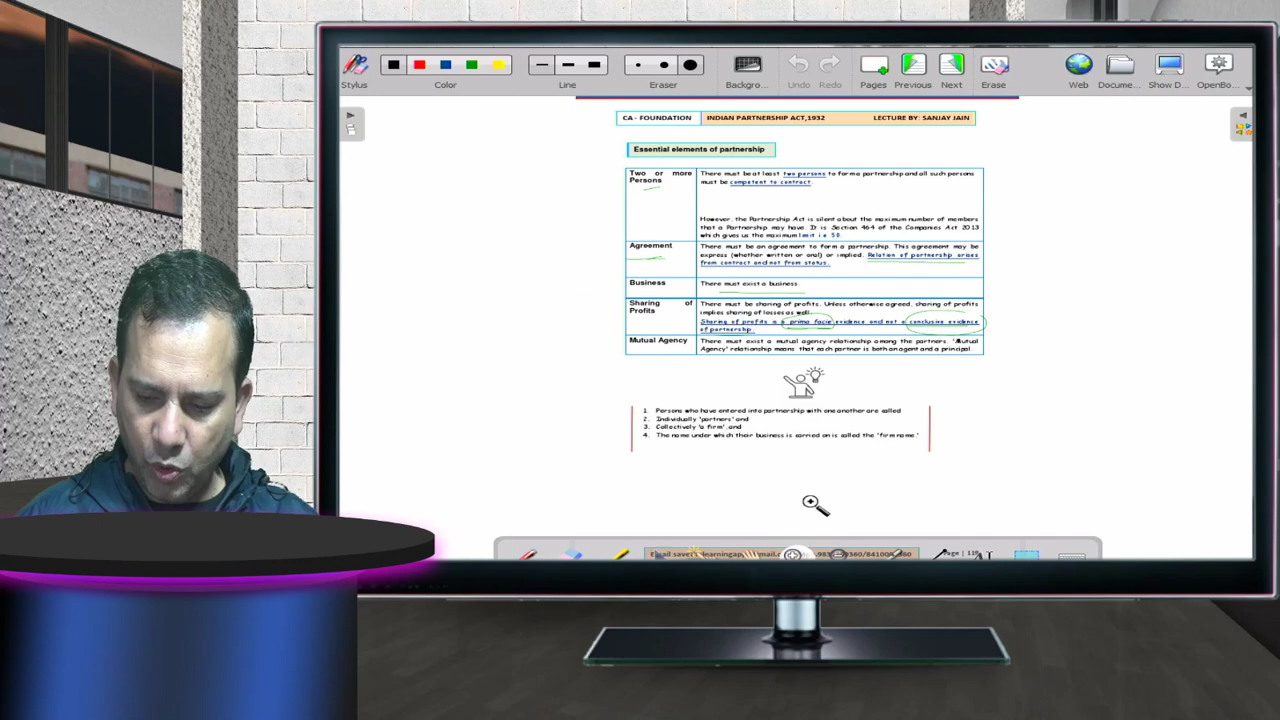 Stylus
Color
Line
Eraser
Backgro...
Undo
Redo
Pages
Previous
Next
Erase
Web
Docume...
Show D...
OpenBo...
CA - FOUNDATION
INDIAN PARTNERSHIP ACT,1932
LECTURE BY: SANJAY JAIN
Essential elements of partnership
Two or more
Persons
There must be at least two persons to form a partnership and all such persons
must be competent to contract.
However, the Partnership Act is silent about the maximum number of members
that a Partnership may have. It is Section 464 of the Companies Act 2013
which gives us the maximum limit i.e 50.
Agreement
There must be an agreement to form a partnership. This agreement may be
express (whether written or oral) or implied. Relation of partnership arises
from contract and not from status.
Business
There must exist a business.
Sharing of
Profits
There must be sharing of profits. Unless otherwise agreed, sharing of profits
implies sharing of losses as well.
Sharing of profits is a prima facie evidence and not a conclusive evidence
of partnership.
Mutual Agency
There must exist a mutual agency relationship among the partners. 'Mutual
Agency' relationship means that each partner is both an agent and a principal.
1. Persons who have entered into partnership with one another are called
2. Individually 'partners' and
3. Collectively 'a firm', and
4. The name under which their business is carried on is called the 'firm name.'
Page | 119